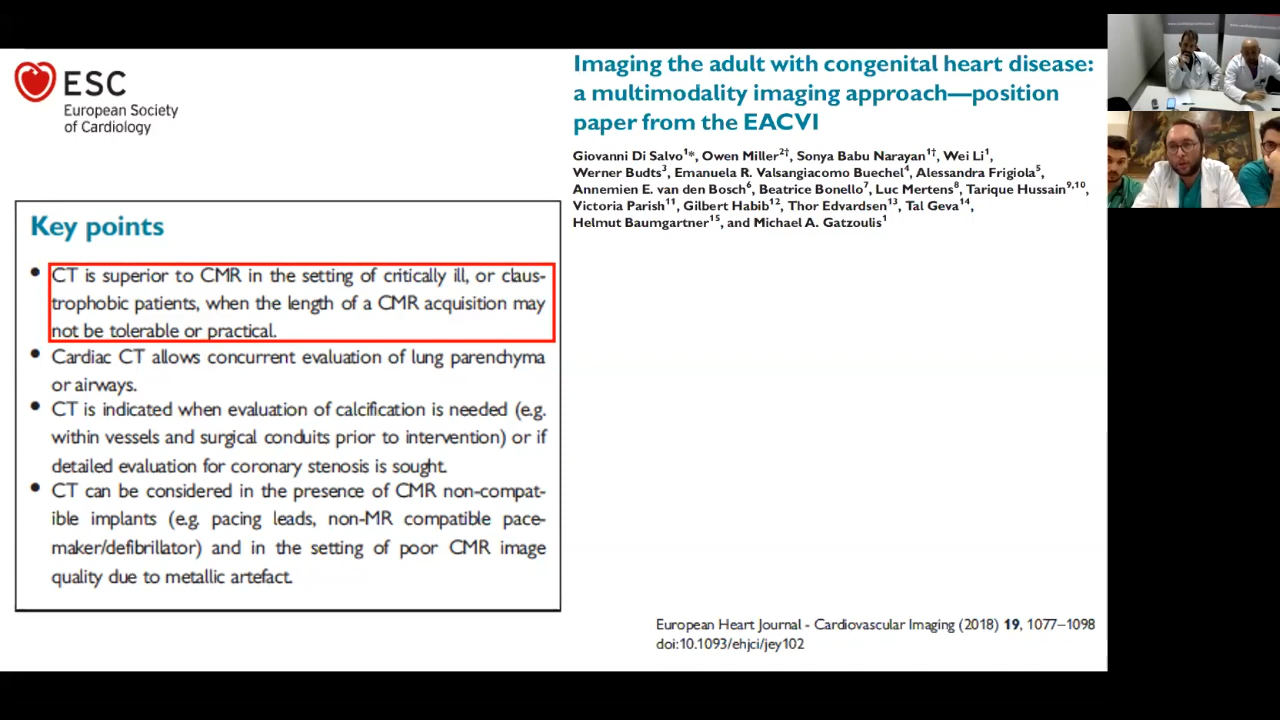 ESC
European Society
of Cardiology
Imaging the adult with congenital heart disease:
a multimodality imaging approach—position
paper from the EACVI
Giovanni Di Salvo1*, Owen Miller2†, Sonya Babu Narayan1†, Wei Li1,
Werner Budts3, Emanuela R. Valsangiacomo Buechel4, Alessandra Frigiola5,
Annemien E. van den Bosch6, Beatrice Bonello7, Luc Mertens8, Tarique Hussain9,10,
Victoria Parish11, Gilbert Habib12, Thor Edvardsen13, Tal Geva14,
Helmut Baumgartner15, and Michael A. Gatzoulis1
Key points
• CT is superior to CMR in the setting of critically ill, or claus-
trophobic patients, when the length of a CMR acquisition may
not be tolerable or practical.
• Cardiac CT allows concurrent evaluation of lung parenchyma
or airways.
• CT is indicated when evaluation of calcification is needed (e.g.
within vessels and surgical conduits prior to intervention) or if
detailed evaluation for coronary stenosis is sought.
• CT can be considered in the presence of CMR non-compat-
ible implants (e.g. pacing leads, non-MR compatible pace-
maker/defibrillator) and in the setting of poor CMR image
quality due to metallic artefact.
European Heart Journal - Cardiovascular Imaging (2018) 19, 1077–1098
doi:10.1093/ehjci/jey102